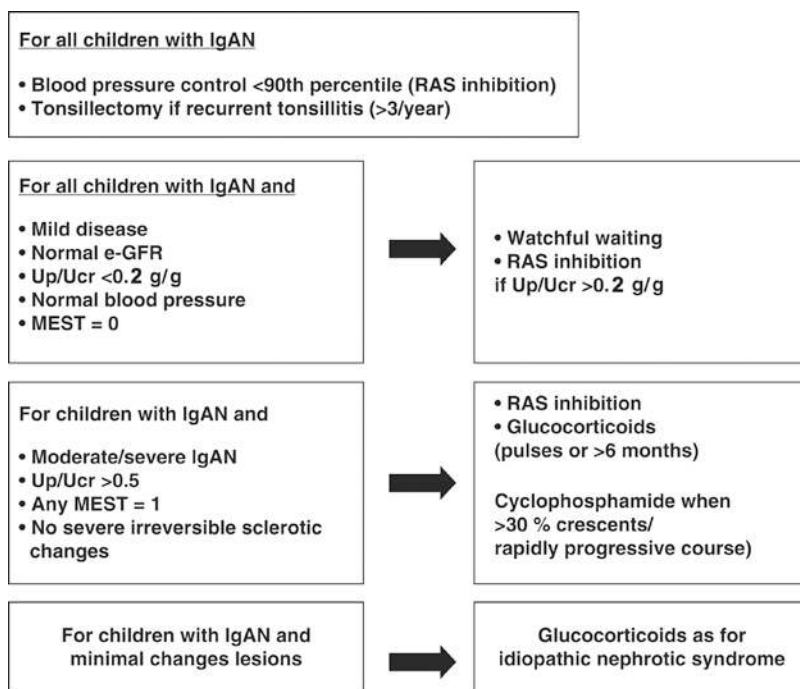 For all children with IgAN
• Blood pressure control <90th percentile (RAS inhibition)
• Tonsillectomy if recurrent tonsillitis (>3/year)
For all children with IgAN and
• Mild disease
• Normal e-GFR
• Up/Ucr <0.2 g/g
• Normal blood pressure
• MEST = 0
• Watchful waiting
• RAS inhibition
if Up/Ucr >0.2 g/g
For children with IgAN and
• Moderate/severe IgAN
• Up/Ucr >0.5
• Any MEST = 1
• No severe irreversible sclerotic
changes
• RAS inhibition
• Glucocorticoids
(pulses or >6 months)
Cyclophosphamide when
>30 % crescents/
rapidly progressive course)
For children with IgAN and
minimal changes lesions
Glucocorticoids as for
idiopathic nephrotic syndrome